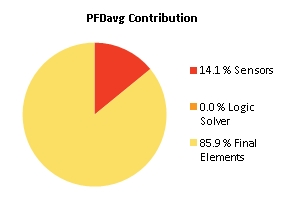 PFDavg Contribution
14.1 % Sensors
0.0 % Logic
Solver
85.9 % Final
Elements